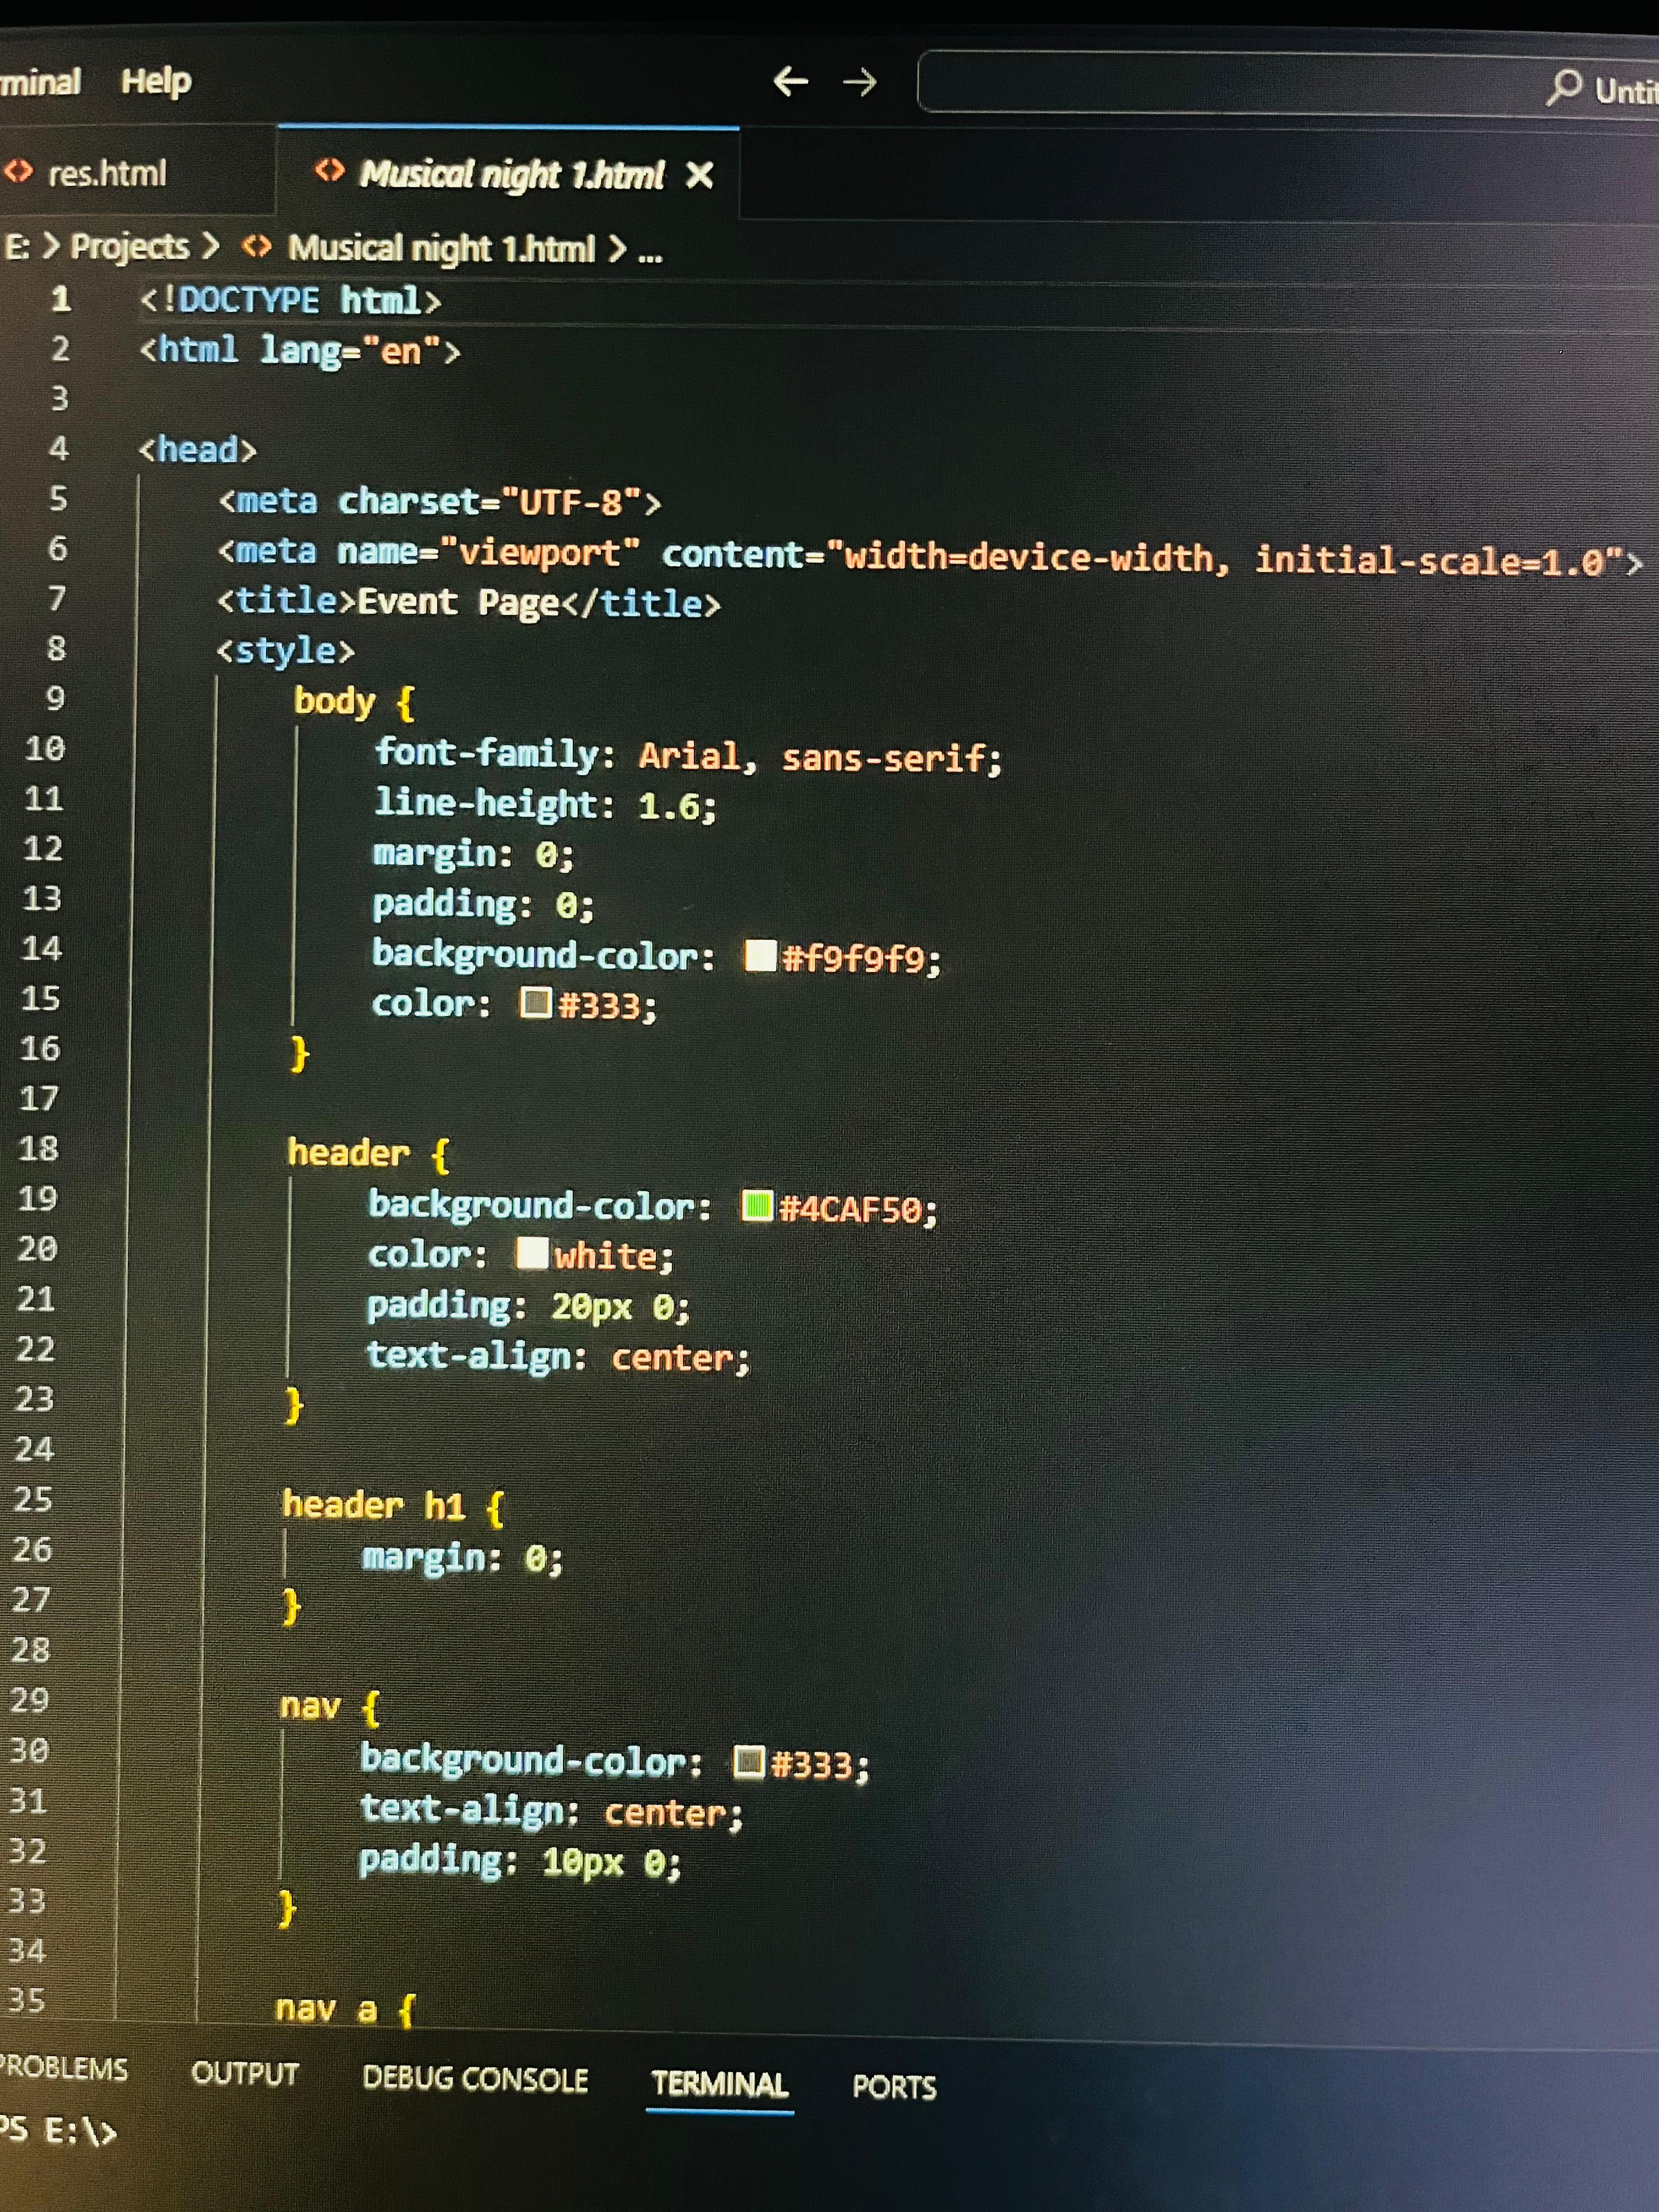 Help
Untit
res.html
Musical night 1.html
E: > Projects > Musical night 1.html > ...
1 <!DOCTYPE html>
2 <html lang="en">
3
4 <head>
5 <meta charset="UTF-8">
6 <meta name="viewport" content="width=device-width, initial-scale=1.0">
7 <title>Event Page</title>
8 <style>
9 body {
10 font-family: Arial, sans-serif;
11 line-height: 1.6;
12 margin: 0;
13 padding: 0;
14 background-color: #f9f9f9;
15 color: #333;
16 }
17
18 header {
19 background-color: #4CAF50;
20 color: white;
21 padding: 20px 0;
22 text-align: center;
23 }
24
25 header h1 {
26 margin: 0;
27 }
28
29 nav {
30 background-color: #333;
31 text-align: center;
32 padding: 10px 0;
33 }
34
35 nav a {
PROBLEMS OUTPUT DEBUG CONSOLE TERMINAL PORTS
PS E:\>